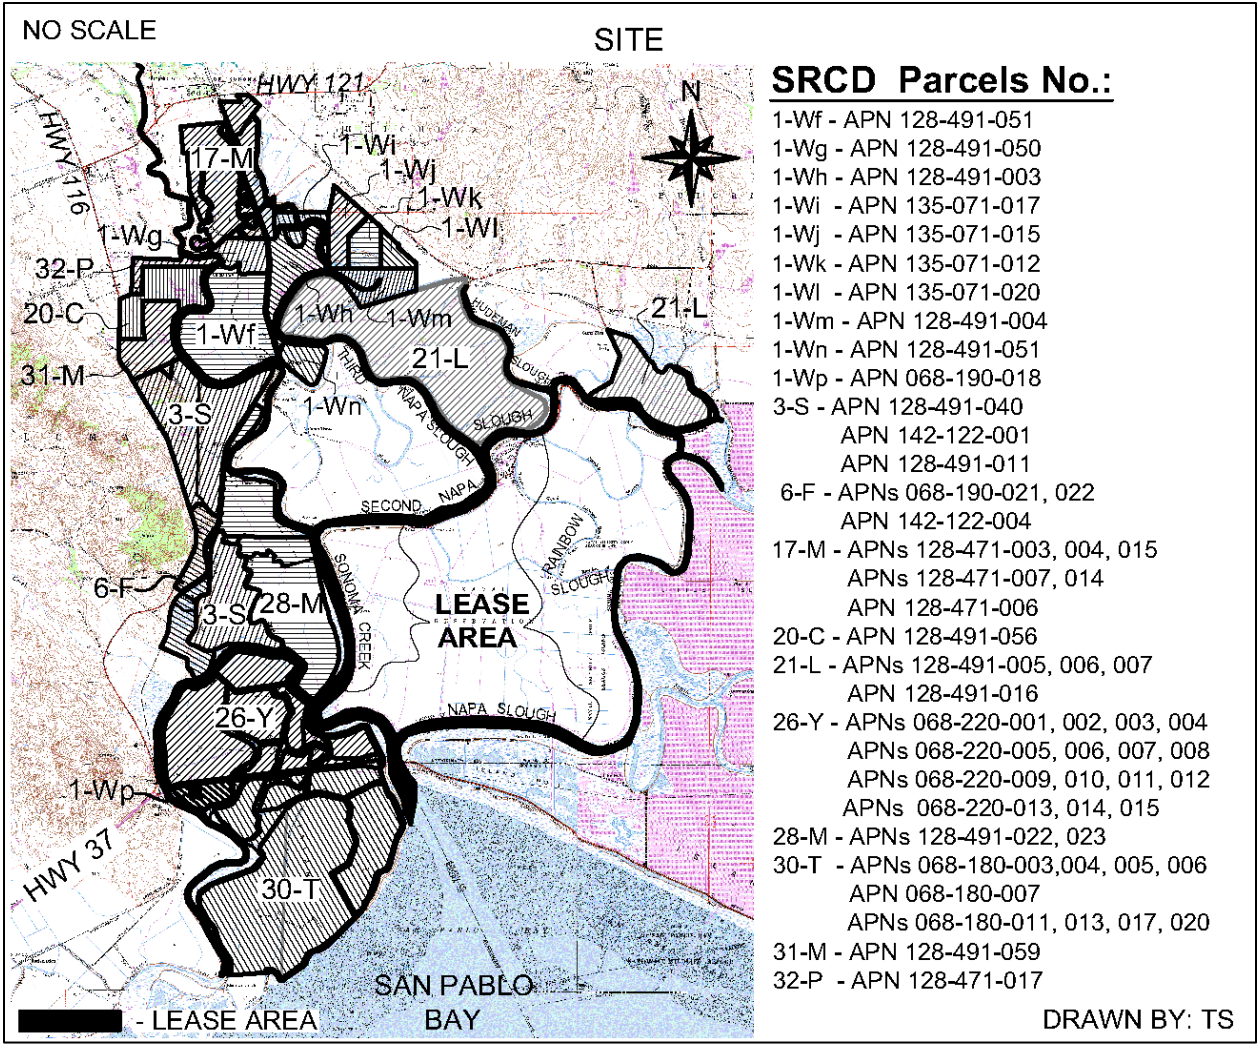 NO SCALE
SITE
HWY 121
HWY 116
17-M
1-Wi
1-Wj
1-Wk
1-Wl
1-Wg
32-P
20-C
31-M
1-Wf
1-Wh
1-Wm
21-L
21-L
1-Wn
3-S
HUDEMAN
SLOUGH
THIRD
NAPA SLOUGH
SLOUGH
SECOND NAPA
RAINBOW
SLOUGH
6-F
3-S
28-M
SONOMA
CREEK
LEASE
AREA
NAPA SLOUGH
26-Y
1-Wp
HWY 37
30-T
SAN PABLO
BAY
- LEASE AREA
N
SRCD Parcels No.:
1-Wf - APN 128-491-051
1-Wg - APN 128-491-050
1-Wh - APN 128-491-003
1-Wi - APN 135-071-017
1-Wj - APN 135-071-015
1-Wk - APN 135-071-012
1-Wl - APN 135-071-020
1-Wm - APN 128-491-004
1-Wn - APN 128-491-051
1-Wp - APN 068-190-018
3-S - APN 128-491-040
APN 142-122-001
APN 128-491-011
6-F - APNs 068-190-021, 022
APN 142-122-004
17-M - APNs 128-471-003, 004, 015
APNs 128-471-007, 014
APN 128-471-006
20-C - APN 128-491-056
21-L - APNs 128-491-005, 006, 007
APN 128-491-016
26-Y - APNs 068-220-001, 002, 003, 004
APNs 068-220-005, 006, 007, 008
APNs 068-220-009, 010, 011, 012
APNs 068-220-013, 014, 015
28-M - APNs 128-491-022, 023
30-T - APNs 068-180-003,004, 005, 006
APN 068-180-007
APNs 068-180-011, 013, 017, 020
31-M - APN 128-491-059
32-P - APN 128-471-017
DRAWN BY: TS